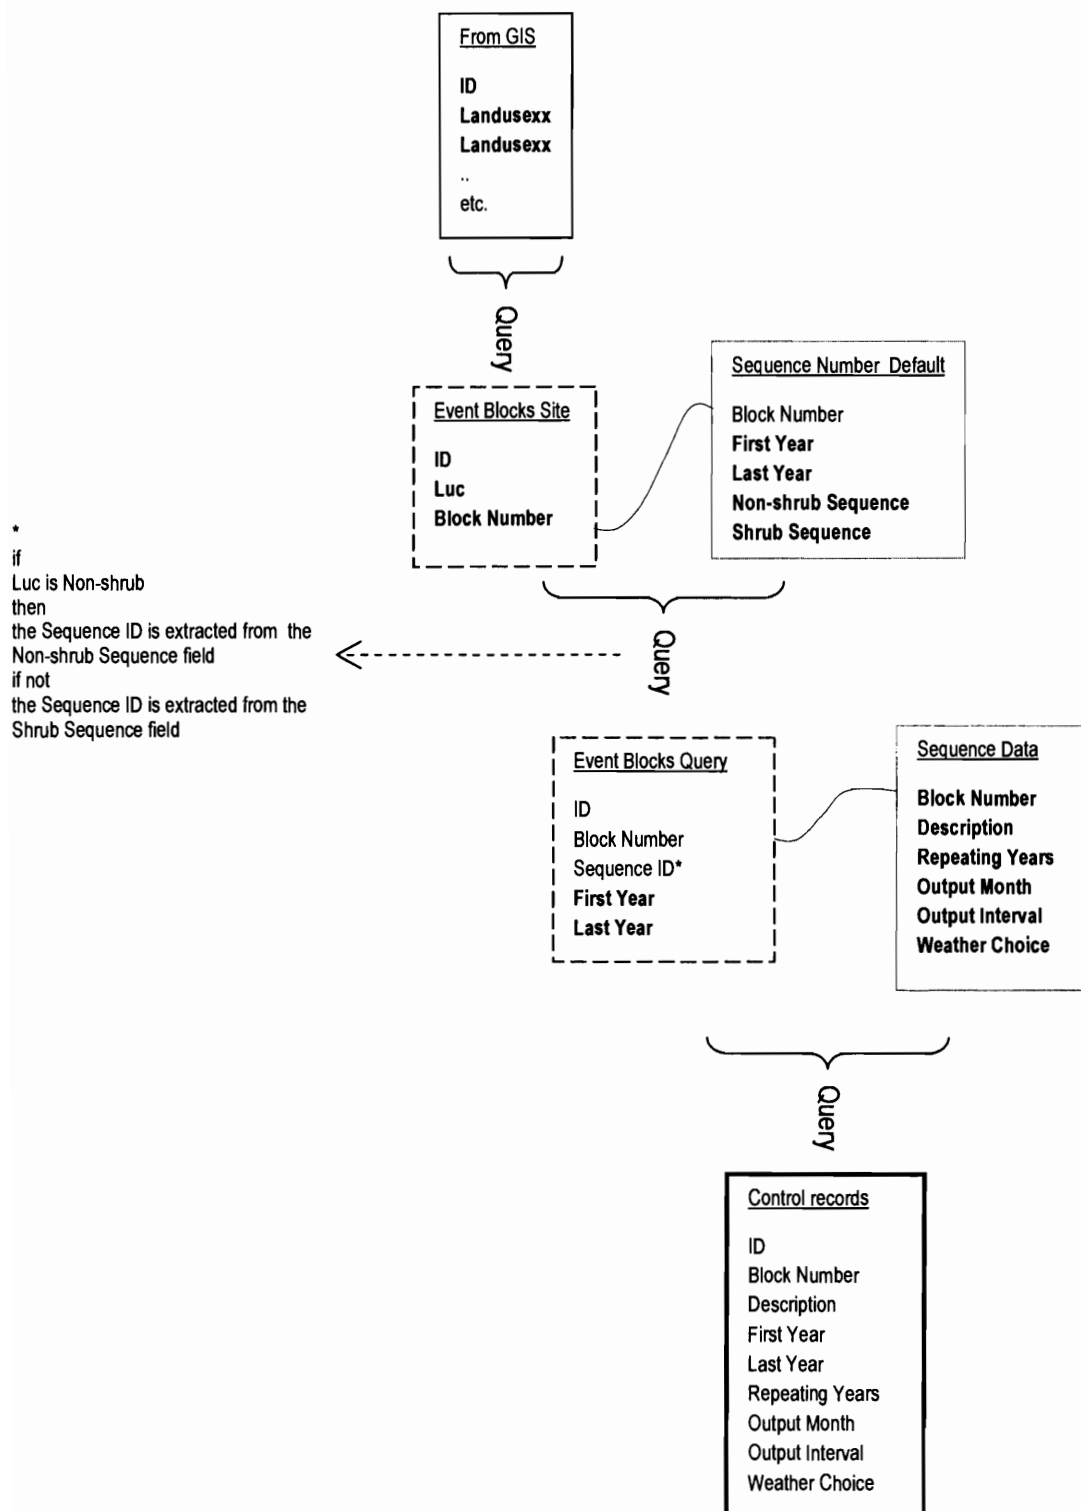 From GIS
ID
Landusexx
Landusexx
..
etc.
Query
Event Blocks Site
ID
Luc
Block Number
Sequence Number Default
Block Number
First Year
Last Year
Non-shrub Sequence
Shrub Sequence
*
if
Luc is Non-shrub
then
the Sequence ID is extracted from the
Non-shrub Sequence field
if not
the Sequence ID is extracted from the
Shrub Sequence field
Query
Event Blocks Query
ID
Block Number
Sequence ID*
First Year
Last Year
Sequence Data
Block Number
Description
Repeating Years
Output Month
Output Interval
Weather Choice
Query
Control records
ID
Block Number
Description
First Year
Last Year
Repeating Years
Output Month
Output Interval
Weather Choice